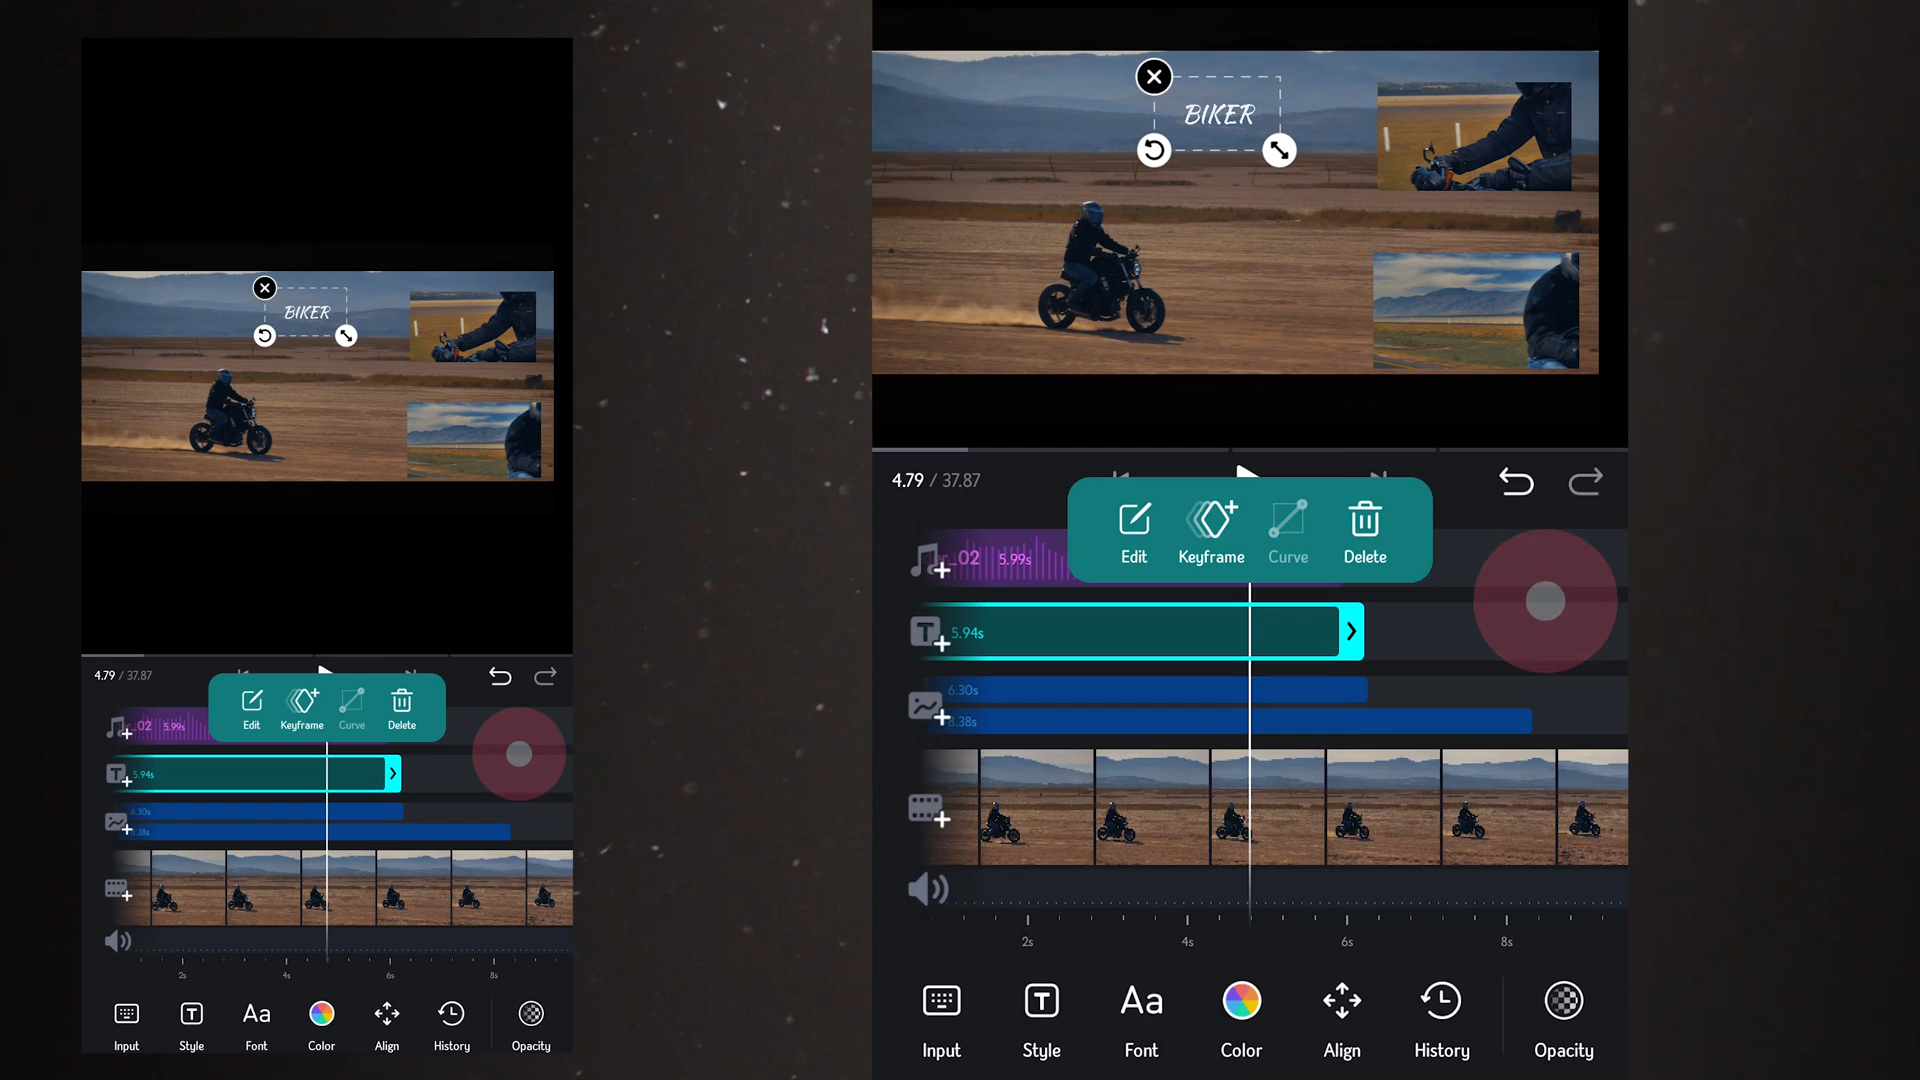 BIKER
4.79 / 37.87
Edit Keyframe Curve Delete
_02 5.99s
5.94s
6.30s
8.38s
2s 4s 6s 8s
Input Style Font Color Align History Opacity
BIKER
4.79 / 37.87
Edit Keyframe Curve Delete
_02 5.99s
5.94s
6.30s
8.38s
2s 4s 6s 8s
Input Style Font Color Align History Opacity